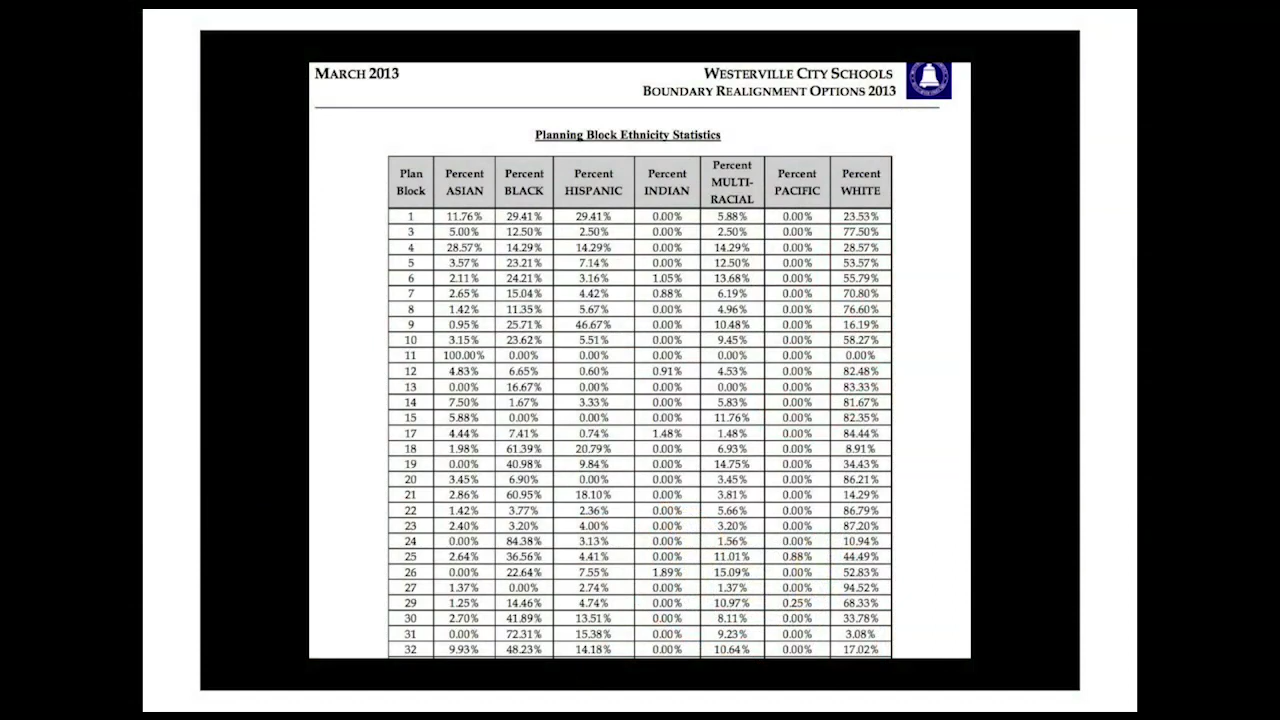 MARCH 2013
WESTERVILLE CITY SCHOOLS
BOUNDARY REALIGNMENT OPTIONS 2013
Planning Block Ethnicity Statistics
Plan Block Percent ASIAN Percent BLACK Percent HISPANIC Percent INDIAN Percent MULTI-RACIAL Percent PACIFIC Percent WHITE
1 11.76% 29.41% 29.41% 0.00% 5.88% 0.00% 23.53%
3 5.00% 12.50% 2.50% 0.00% 2.50% 0.00% 77.50%
4 28.57% 14.29% 14.29% 0.00% 14.29% 0.00% 28.57%
5 3.57% 23.21% 7.14% 0.00% 12.50% 0.00% 53.57%
6 2.11% 24.21% 3.16% 1.05% 13.68% 0.00% 55.79%
7 2.65% 15.04% 4.42% 0.88% 6.19% 0.00% 70.80%
8 1.42% 11.35% 5.67% 0.00% 4.96% 0.00% 76.60%
9 0.95% 25.71% 46.67% 0.00% 10.48% 0.00% 16.19%
10 3.15% 23.62% 5.51% 0.00% 9.45% 0.00% 58.27%
11 100.00% 0.00% 0.00% 0.00% 0.00% 0.00% 0.00%
12 4.83% 6.65% 0.60% 0.91% 4.53% 0.00% 82.48%
13 0.00% 16.67% 0.00% 0.00% 0.00% 0.00% 83.33%
14 7.50% 1.67% 3.33% 0.00% 5.83% 0.00% 81.67%
15 5.88% 0.00% 0.00% 0.00% 11.76% 0.00% 82.35%
17 4.44% 7.41% 0.74% 1.48% 1.48% 0.00% 84.44%
18 1.98% 61.39% 20.79% 0.00% 6.93% 0.00% 8.91%
19 0.00% 40.98% 9.84% 0.00% 14.75% 0.00% 34.43%
20 3.45% 6.90% 0.00% 0.00% 3.45% 0.00% 86.21%
21 2.86% 60.95% 18.10% 0.00% 3.81% 0.00% 14.29%
22 1.42% 3.77% 2.36% 0.00% 5.66% 0.00% 86.79%
23 2.40% 3.20% 4.00% 0.00% 3.20% 0.00% 87.20%
24 0.00% 84.38% 3.13% 0.00% 1.56% 0.00% 10.94%
25 2.64% 36.56% 4.41% 0.00% 11.01% 0.88% 44.49%
26 0.00% 22.64% 7.55% 1.89% 15.09% 0.00% 52.83%
27 1.37% 0.00% 2.74% 0.00% 1.37% 0.00% 94.52%
29 1.25% 14.46% 4.74% 0.00% 10.97% 0.25% 68.33%
30 2.70% 41.89% 13.51% 0.00% 8.11% 0.00% 33.78%
31 0.00% 72.31% 15.38% 0.00% 9.23% 0.00% 3.08%
32 9.93% 48.23% 14.18% 0.00% 10.64% 0.00% 17.02%